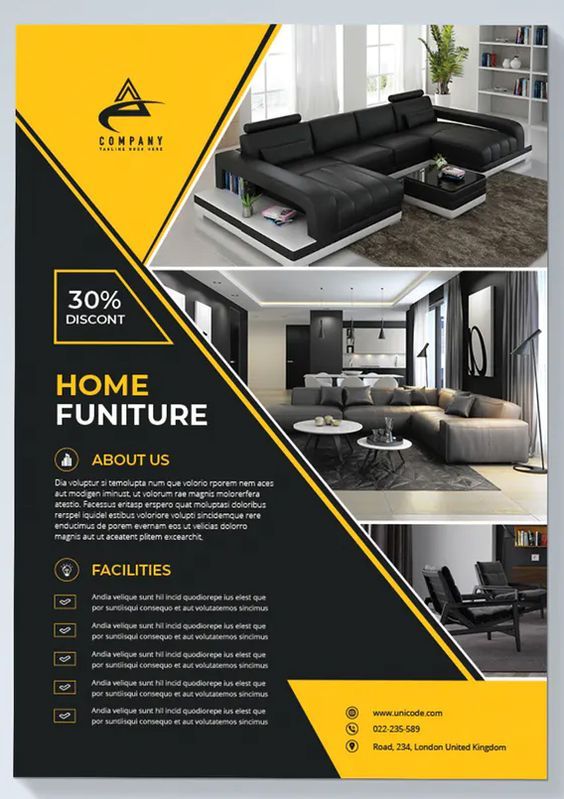 COMPANY
TAGLINE GOES HERE
30%
DISCONT
HOME
FUNITURE
ABOUT US
Dia voluptur si temolupta num que volorio rporem nem aces
aut modigen iminust, ut volorum rae magnis molorerfera
atestio. Facessus eritasp erspero quat moluptasi doloribus
rerspel iquidel estibus voloriore volupti sincidemque rere
enducimus de porem evernam eos ut velicias dolorro
magnis aut ut aceatent plitem excearchit.
FACILITIES
Andia velique sunt hil incid quodiorepe ius elest que
por suntiisqui consequo et aut volutatemos sincimus
Andia velique sunt hil incid quodiorepe ius elest que
por suntiisqui consequo et aut volutatemos sincimus
Andia velique sunt hil incid quodiorepe ius elest que
por suntiisqui consequo et aut volutatemos sincimus
Andia velique sunt hil incid quodiorepe ius elest que
por suntiisqui consequo et aut volutatemos sincimus
Andia velique sunt hil incid quodiorepe ius elest que
por suntiisqui consequo et aut volutatemos sincimus
www.unicode.com
022-235-589
Road, 234, London United Kingdom